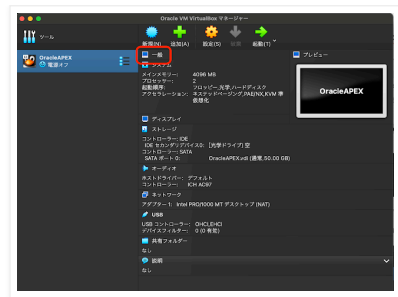 Oracle VM VirtualBox マネージャー
ツール
新規(N) 追加(A) 設定(S) 破棄 起動(T)
OracleAPEX
電源オフ
一般
プレビュー
システム
メインメモリー: 4096 MB
プロセッサー: 2
起動順序: フロッピー,光学,ハードディスク
アクセラレーション: ネステッドページング,PAE/NX,KVM 準仮想化
OracleAPEX
ディスプレイ
ストレージ
コントローラー: IDE
IDE セカンダリデバイス0: [光学ドライブ] 空
コントローラー: SATA
SATA ポート 0: OracleAPEX.vdi (通常,50.00 GB)
オーディオ
ホストドライバー: デフォルト
コントローラー: ICH AC97
ネットワーク
アダプター 1: Intel PRO/1000 MT デスクトップ (NAT)
USB
USB コントローラー: OHCI,EHCI
デバイスフィルター: 0 (0 有効)
共有フォルダー
なし
説明
なし